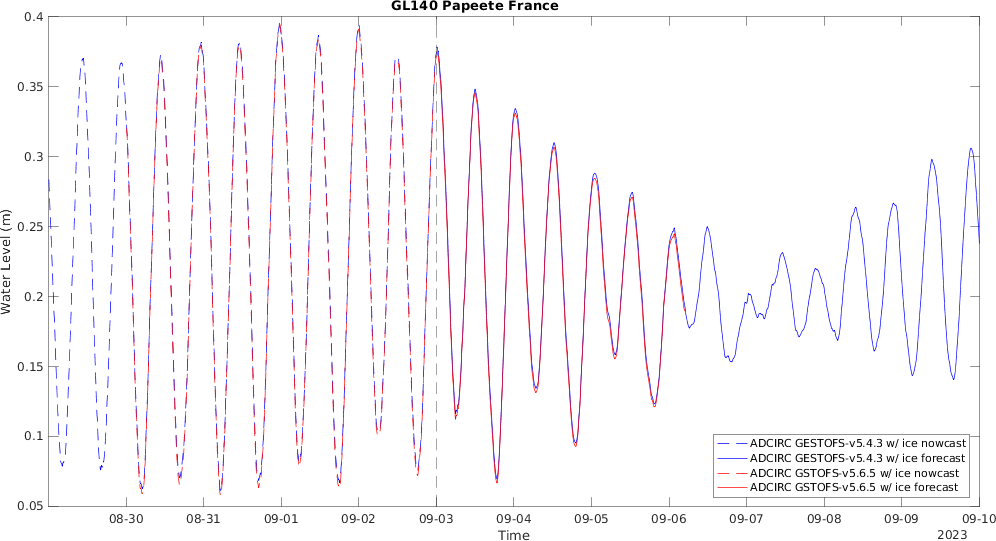 GL140 Papeete France
0.4
0.35
0.3
0.25
0.2
0.15
0.1
0.05
Water Level (m)
ADCIRC GESTOFS-v5.4.3 w/ ice nowcast
ADCIRC GESTOFS-v5.4.3 w/ ice forecast
ADCIRC GSTOFS-v5.6.5 w/ ice nowcast
ADCIRC GSTOFS-v5.6.5 w/ ice forecast
08-30 08-31 09-01 09-02 09-03 09-04 09-05 09-06 09-07 09-08 09-09 09-10
Time
2023